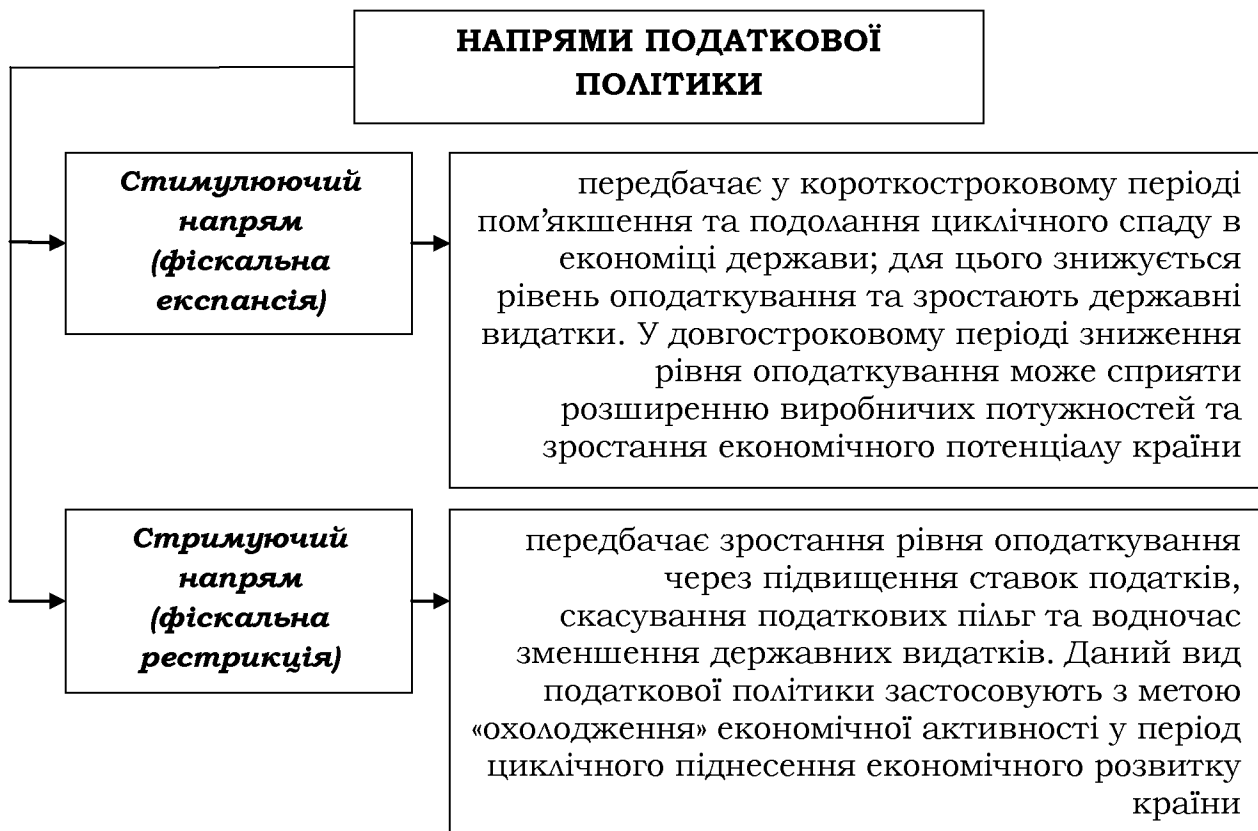 НАПРЯМИ ПОДАТКОВОЇ
ПОЛІТИКИ
Стимулюючий
напрям
(фіскальна
експансія)
передбачає у короткостроковому періоді
пом’якшення та подолання циклічного спаду в
економіці держави; для цього знижується
рівень оподаткування та зростають державні
видатки. У довгостроковому періоді зниження
рівня оподаткування може сприяти
розширенню виробничих потужностей та
зростання економічного потенціалу країни
Стримуючий
напрям
(фіскальна
рестрикція)
передбачає зростання рівня оподаткування
через підвищення ставок податків,
скасування податкових пільг та водночас
зменшення державних видатків. Даний вид
податкової політики застосовують з метою
«охолодження» економічної активності у період
циклічного піднесення економічного розвитку
країни